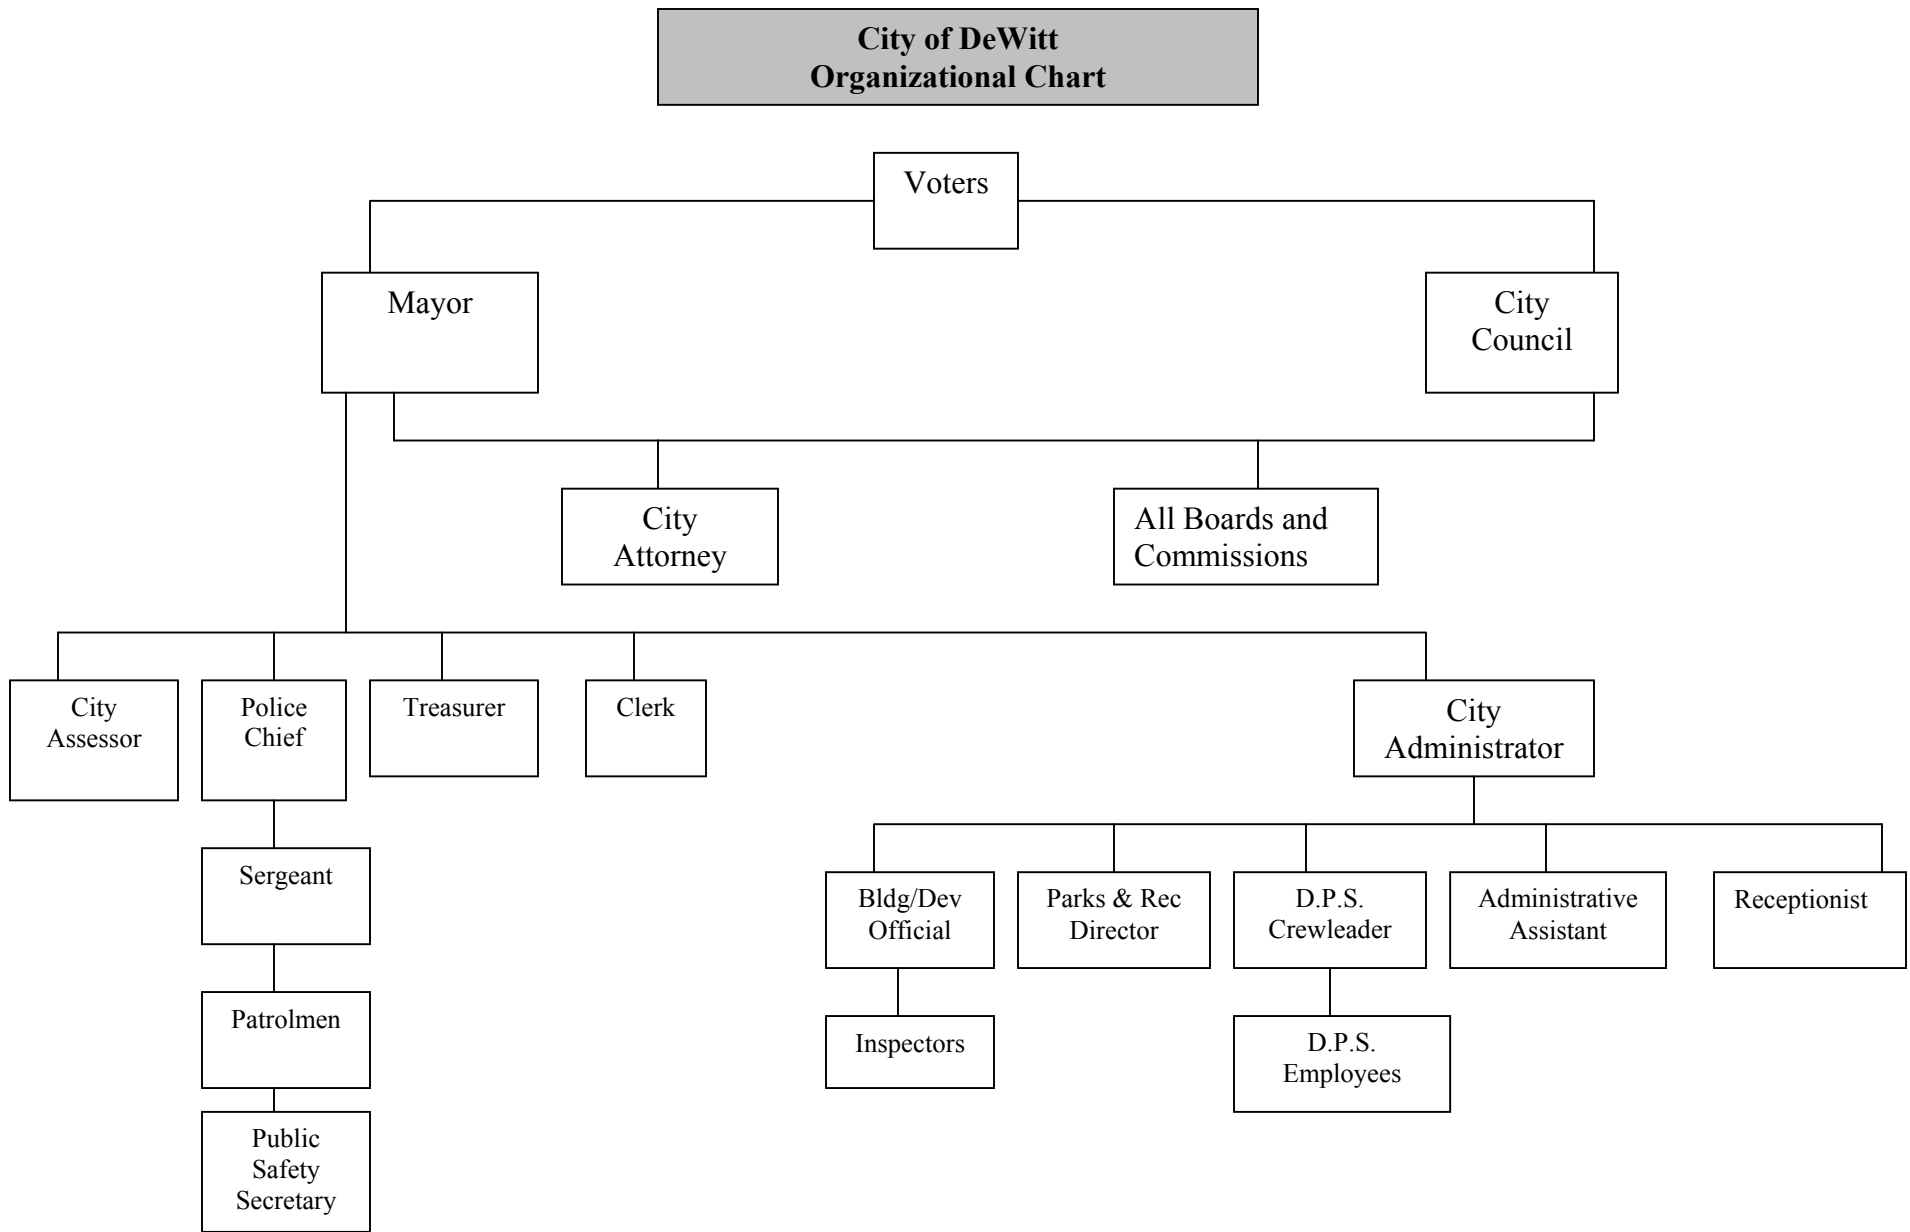 City of DeWitt
Organizational Chart
Voters
Mayor
City
Council
City
Attorney
All Boards and
Commissions
City
Assessor
Police
Chief
Treasurer
Clerk
City
Administrator
Sergeant
Bldg/Dev
Official
Parks & Rec
Director
D.P.S.
Crewleader
Administrative
Assistant
Receptionist
Patrolmen
Inspectors
D.P.S.
Employees
Public
Safety
Secretary